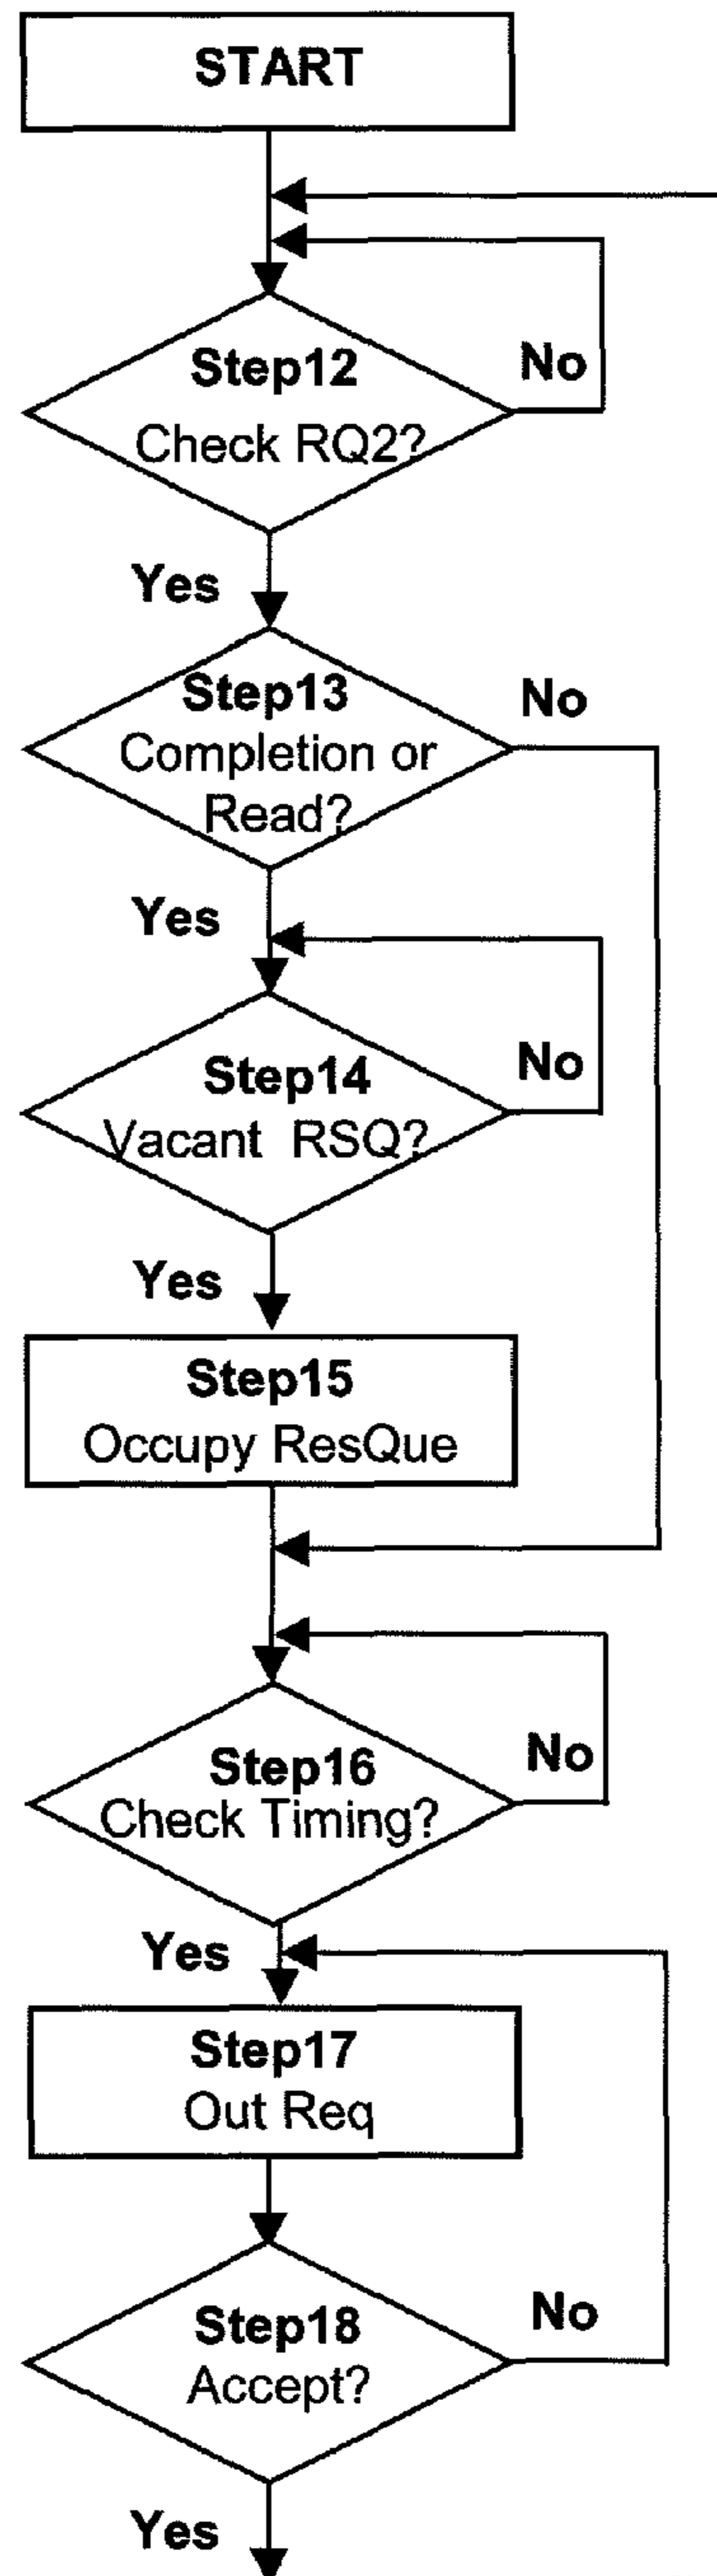 START
Step12
No
Check RQ2?
Yes
Step13
No
Completion or
Read?
Yes
Step14
No
Vacant RSQ?
Yes
Step15
Occupy ResQue
Step16
No
Check Timing?
Yes
Step17
Out Req
Step18
No
Accept?
Yes